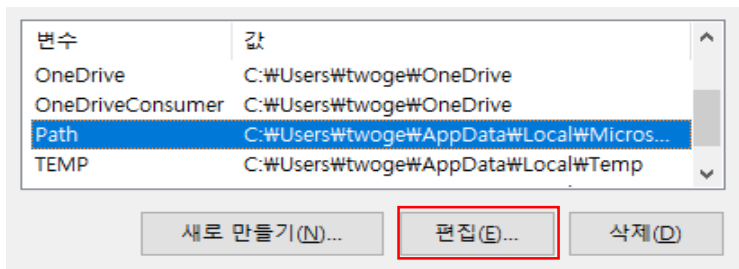 변수 값
OneDrive C:₩Users₩twoge₩OneDrive
OneDriveConsumer C:₩Users₩twoge₩OneDrive
Path C:₩Users₩twoge₩AppData₩Local₩Micros...
TEMP C:₩Users₩twoge₩AppData₩Local₩Temp
새로 만들기(N)... 편집(E)... 삭제(D)